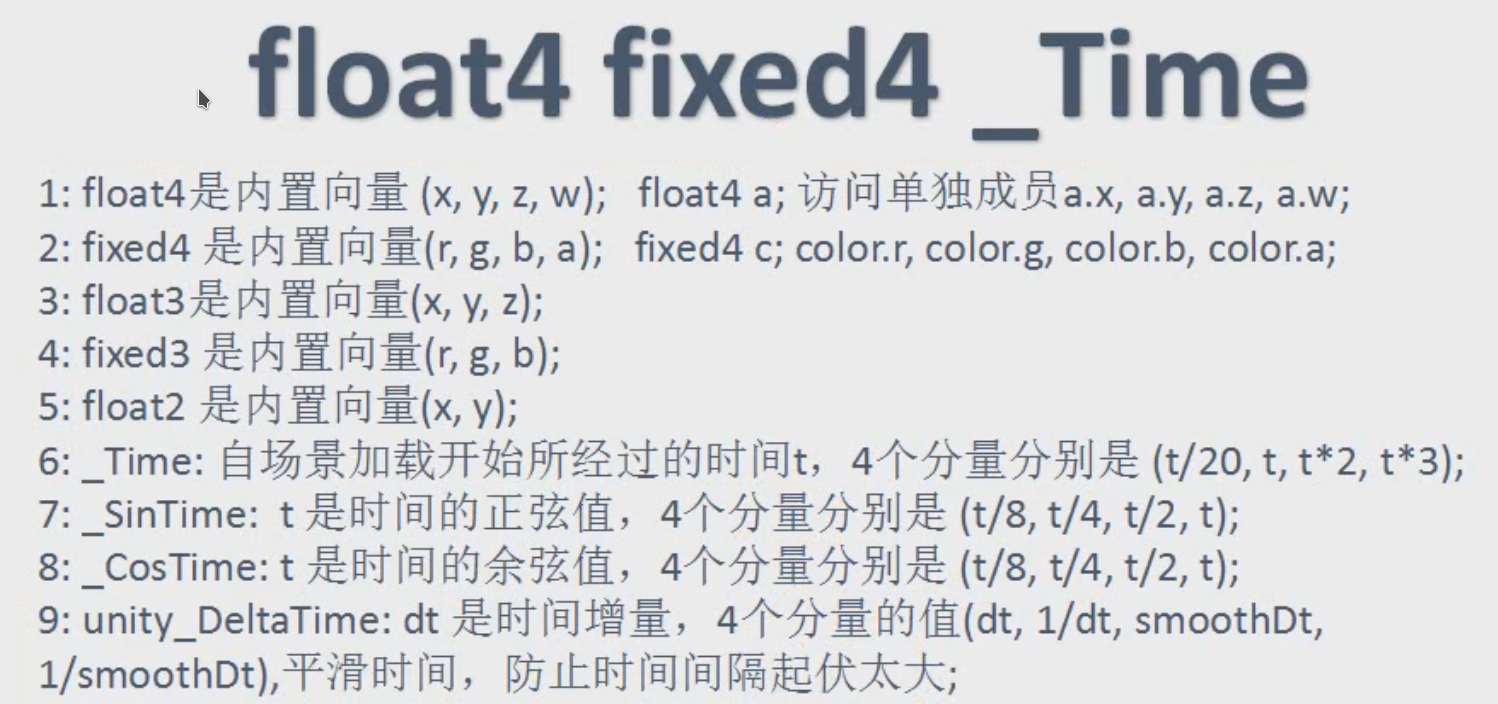 float4 fixed4 _Time
1: float4是内置向量 (x, y, z, w); float4 a; 访问单独成员a.x, a.y, a.z, a.w;
2: fixed4 是内置向量(r, g, b, a); fixed4 c; color.r, color.g, color.b, color.a;
3: float3是内置向量(x, y, z);
4: fixed3 是内置向量(r, g, b);
5: float2 是内置向量(x, y);
6: _Time: 自场景加载开始所经过的时间t，4个分量分别是 (t/20, t, t*2, t*3);
7: _SinTime: t 是时间的正弦值，4个分量分别是 (t/8, t/4, t/2, t);
8: _CosTime: t 是时间的余弦值，4个分量分别是 (t/8, t/4, t/2, t);
9: unity_DeltaTime: dt 是时间增量，4个分量的值(dt, 1/dt, smoothDt,
1/smoothDt),平滑时间，防止时间间隔起伏太大;